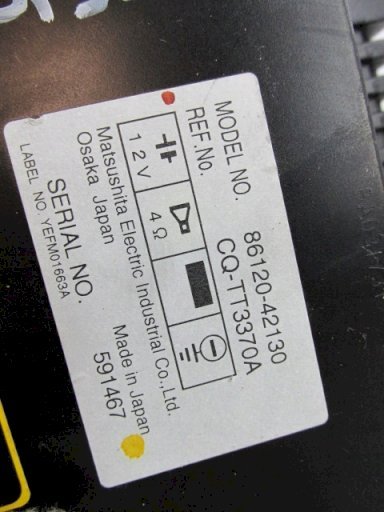 MODEL NO. 86120-42130
REF.No. CQ-TT3370A
12V 4Ω
Matsushita Electric Industrial Co.,Ltd.
Osaka Japan Made in Japan
SERIAL NO. 591467
LABEL NO. YEFM01663A